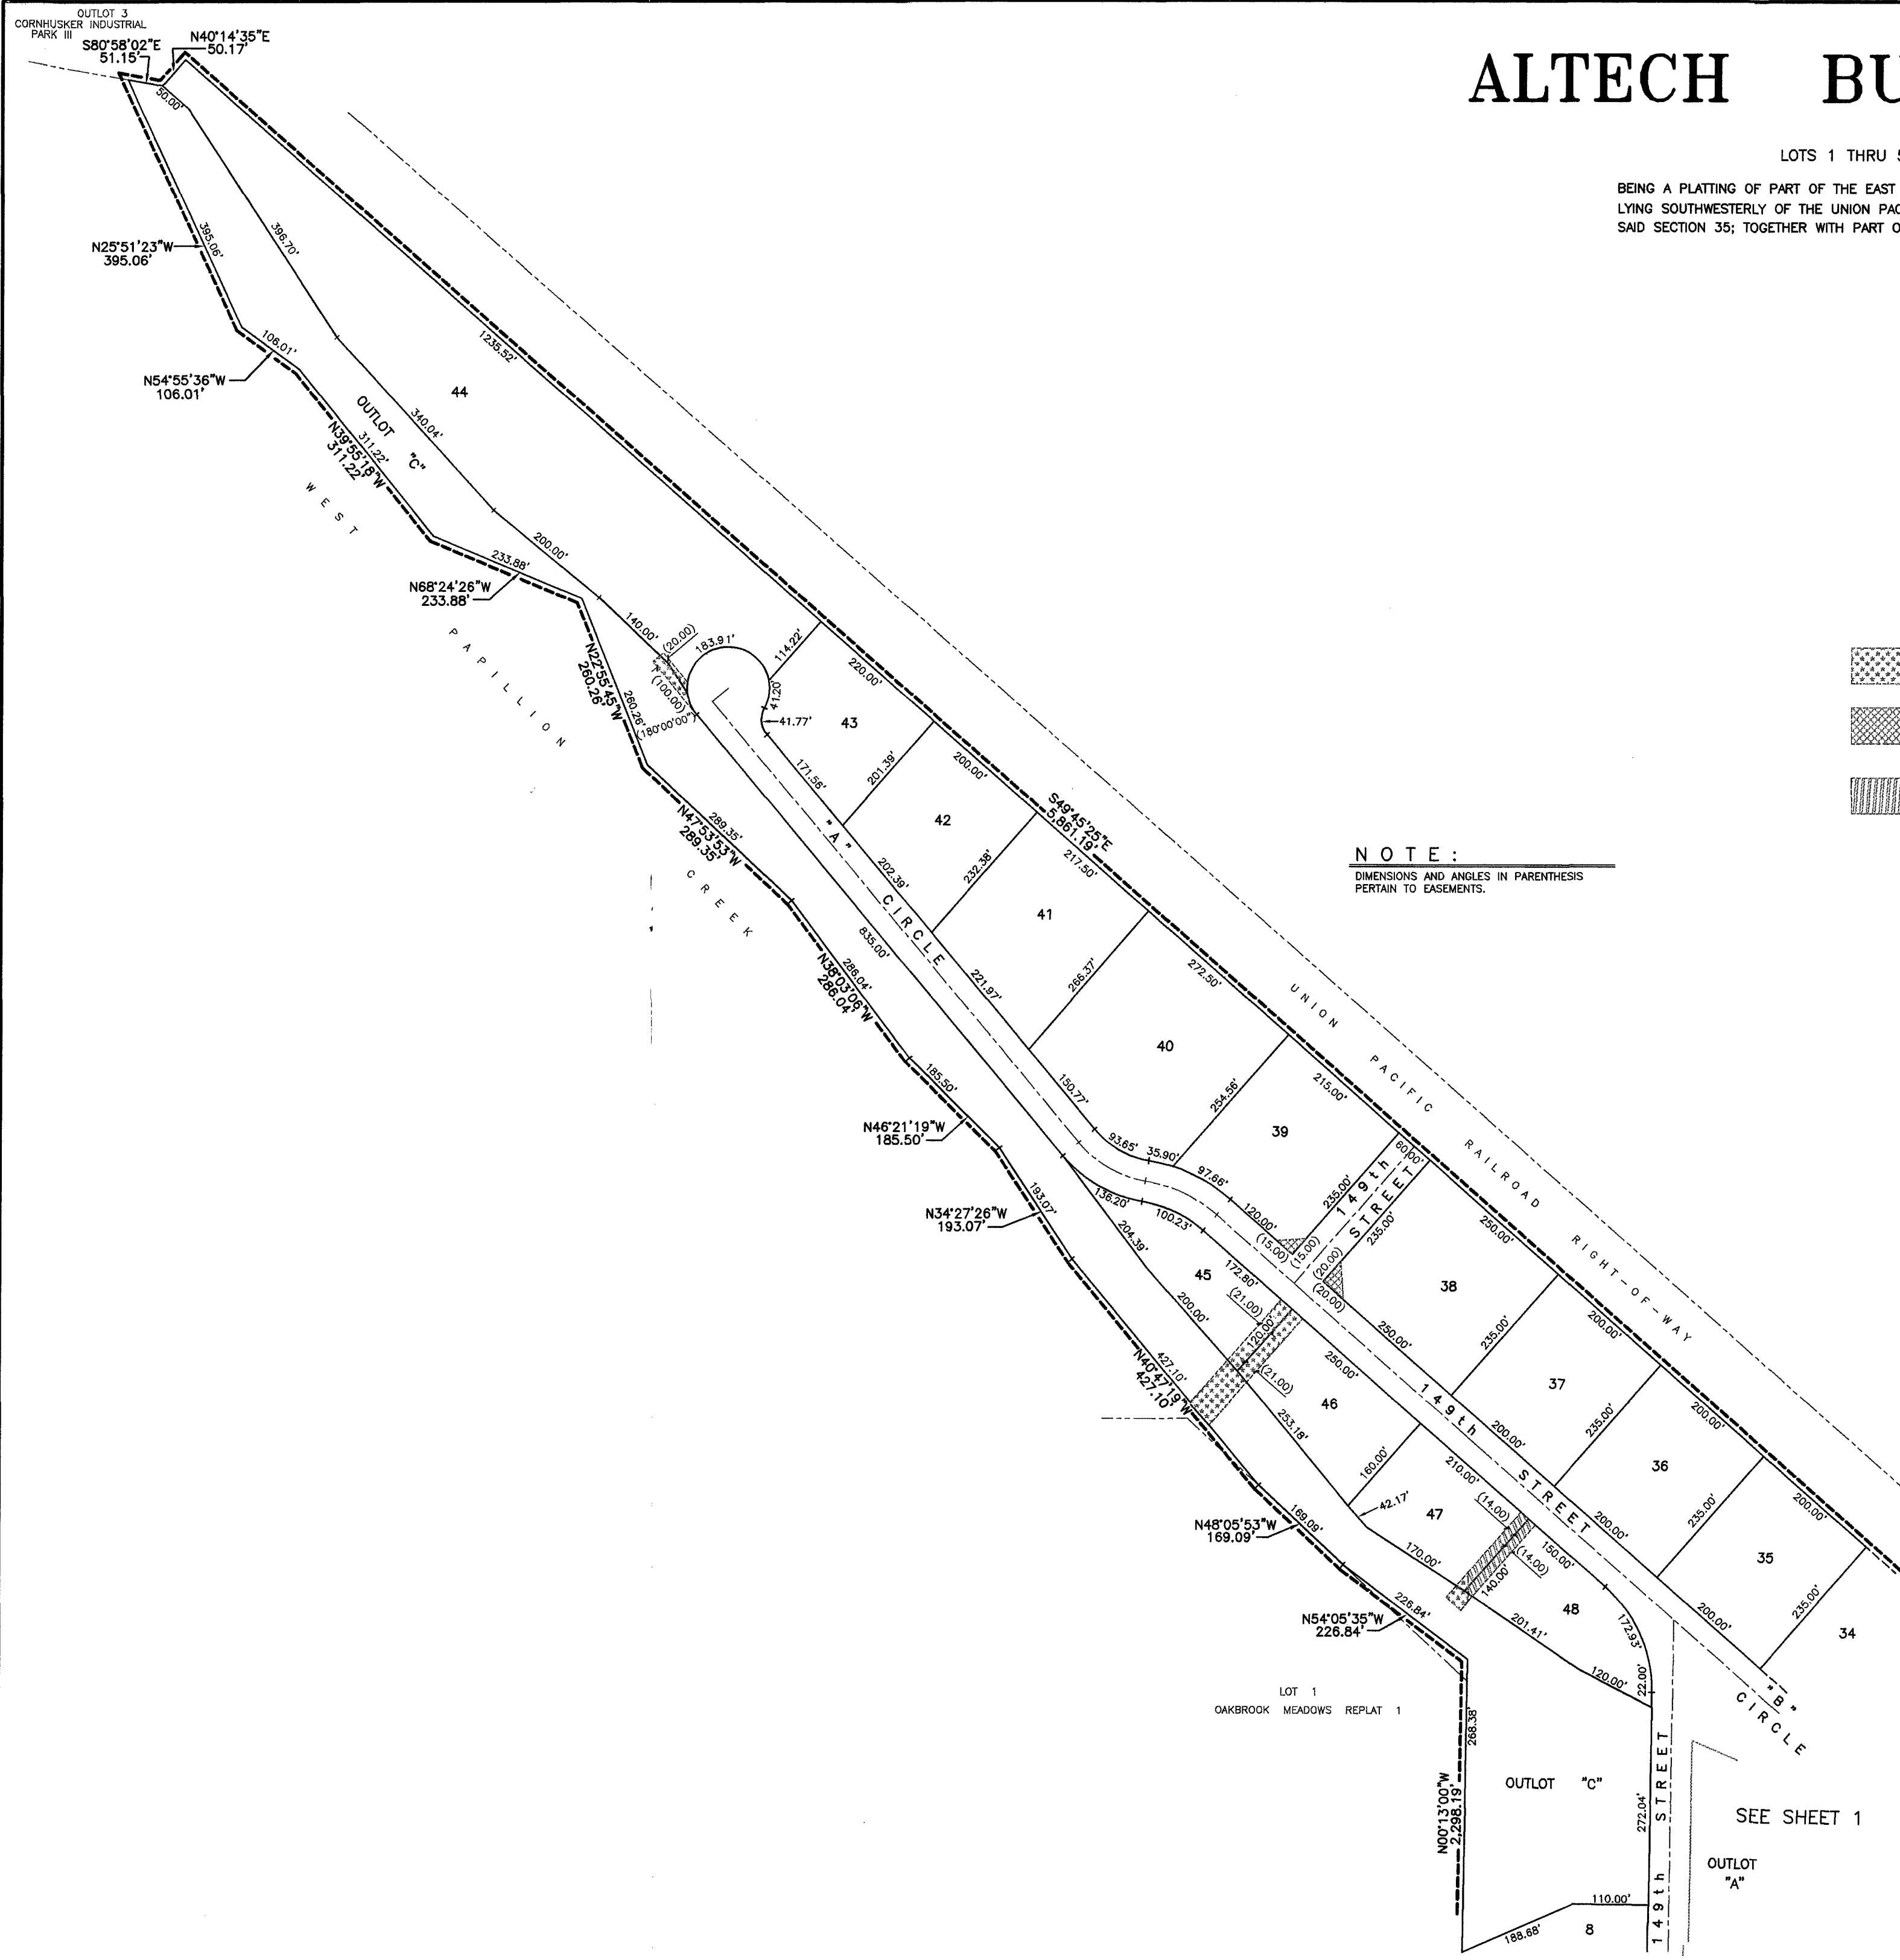 OUTLOT 3
CORNHUSKER INDUSTRIAL
PARK III
S80°58'02"E
51.15'
N40°14'35"E
50.17'
ALTECH BU
LOTS 1 THRU 5
BEING A PLATTING OF PART OF THE EAST
LYING SOUTHWESTERLY OF THE UNION PAC
SAID SECTION 35; TOGETHER WITH PART O
50.00'
N25°51'23"W
395.06'
395.06'
396.70'
1235.52'
106.01'
N54°55'36"W
106.01'
44
OUTLOT "C"
340.04'
311.22'
N39°55'18"W
311.22'
WEST
PAPILLION
CREEK
233.88'
N68°24'26"W
233.88'
200.00'
140.00'
(20.00)
183.91'
(100.00)
(180°00'00")
114.22'
41.20'
41.77'
220.00'
43
N22°55'45"W
260.26'
260.26'
171.56'
201.39'
200.00'
42
S49°45'25"E
5,861.19'
289.35'
N47°53'53"W
289.35'
"A"
CIRCLE
202.39'
232.38'
217.50'
41
NOTE:
DIMENSIONS AND ANGLES IN PARENTHESIS
PERTAIN TO EASEMENTS.
835.00'
286.04'
N38°03'06"W
286.04'
221.97'
266.37'
272.50'
UNION
PACIFIC
RAILROAD
RIGHT-OF-WAY
40
185.50'
N46°21'19"W
185.50'
150.77'
254.56'
215.00'
39
93.65'
35.90'
97.66'
60.00'
149th
STREET
235.00'
235.00'
193.07'
N34°27'26"W
193.07'
136.20'
100.23'
120.00'
(15.00)
(15.00)
(20.00)
(20.00)
250.00'
204.39'
45
172.80'
(21.00)
38
200.00'
120.00'
(21.00)
250.00'
250.00'
235.00'
200.00'
427.10'
N40°47'19"W
427.10'
46
149th
STREET
37
253.18'
160.00'
200.00'
235.00'
200.00'
42.17'
210.00'
36
N48°05'53"W
169.09'
169.09'
47
(14.00)
(14.00)
150.00'
200.00'
235.00'
200.00'
170.00'
140.00'
35
N54°05'35"W
226.84'
226.84'
201.41'
48
172.93'
200.00'
235.00'
34
120.00'
22.00'
"B"
CIRCLE
LOT 1
OAKBROOK MEADOWS REPLAT 1
268.38'
N00°13'00"W
2,298.19'
OUTLOT "C"
272.04'
149th STREET
SEE SHEET 1
OUTLOT
"A"
110.00'
188.68'
8